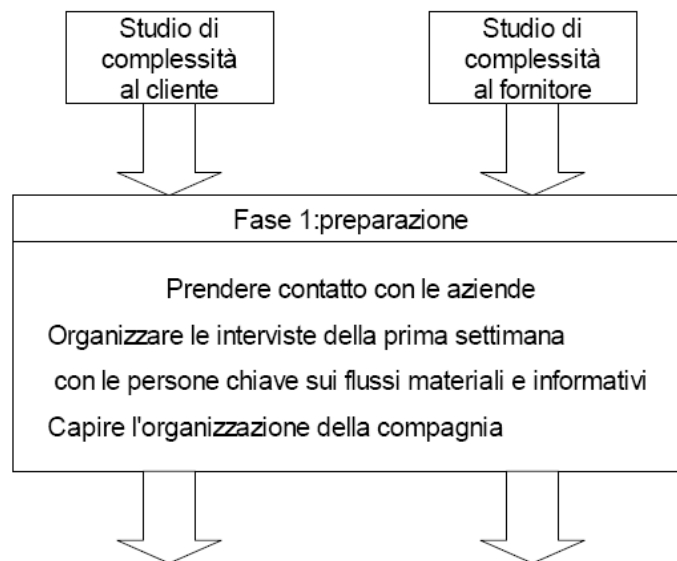 Studio di
complessità
al cliente
Studio di
complessità
al fornitore
Fase 1:preparazione
Prendere contatto con le aziende
Organizzare le interviste della prima settimana
con le persone chiave sui flussi materiali e informativi
Capire l'organizzazione della compagnia